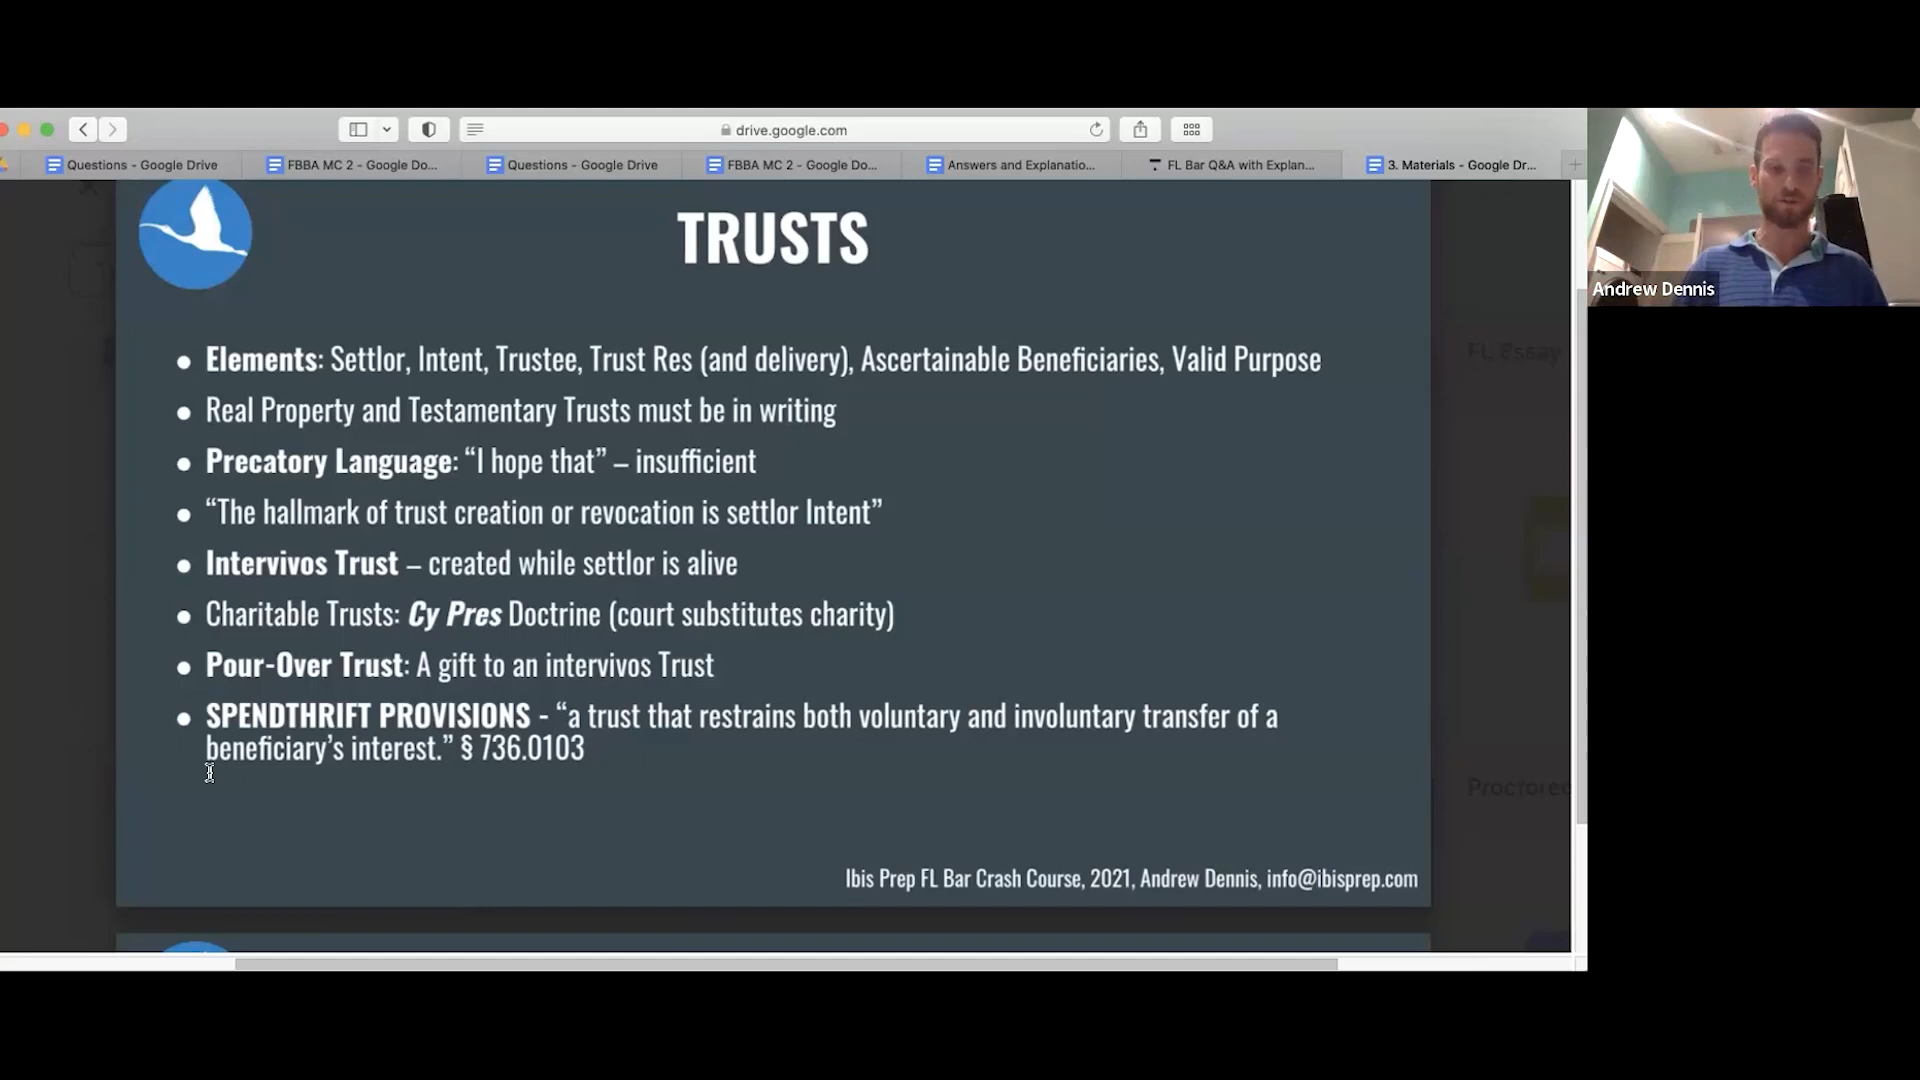 drive.google.com
Questions - Google Drive
FBBA MC 2 - Google Do...
Questions - Google Drive
FBBA MC 2 - Google Do...
Answers and Explanatio...
FL Bar Q&A with Explan...
3. Materials - Google Dr...
Andrew Dennis
TRUSTS
FL Essay
● Elements: Settlor, Intent, Trustee, Trust Res (and delivery), Ascertainable Beneficiaries, Valid Purpose
● Real Property and Testamentary Trusts must be in writing
● Precatory Language: “I hope that” – insufficient
● “The hallmark of trust creation or revocation is settlor Intent”
● Intervivos Trust – created while settlor is alive
● Charitable Trusts: Cy Pres Doctrine (court substitutes charity)
● Pour-Over Trust: A gift to an intervivos Trust
● SPENDTHRIFT PROVISIONS - “a trust that restrains both voluntary and involuntary transfer of a
beneficiary’s interest.” § 736.0103
Proctored
Ibis Prep FL Bar Crash Course, 2021, Andrew Dennis, info@ibisprep.com